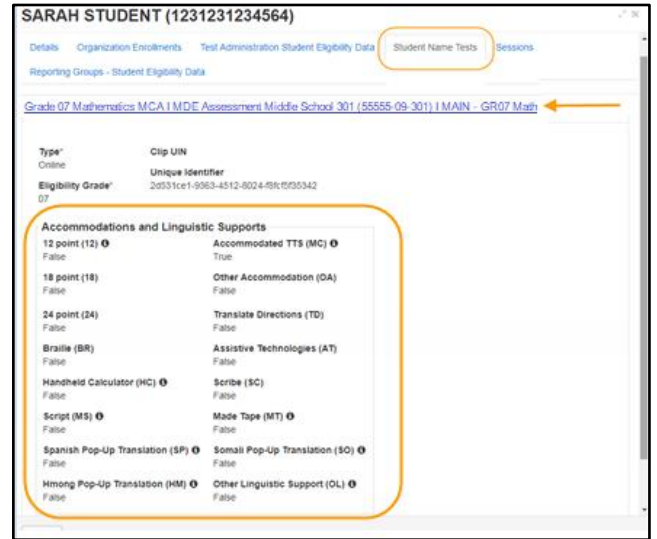 SARAH STUDENT (1231231234564)
Details Organization Enrollments Test Administration Student Eligibility Data Student Name Tests Sessions
Reporting Groups - Student Eligibility Data
Grade 07 Mathematics MCA I MDE Assessment Middle School 301 (55555-09-301) I MAIN - GR07 Math
Type* Clip UIN
Online
Unique Identifier
Eligibility Grade* 2d531ce1-9363-4512-8024-f8fcf5f35342
07
Accommodations and Linguistic Supports
12 point (12) Accommodated TTS (MC)
False True
18 point (18) Other Accommodation (OA)
False False
24 point (24) Translate Directions (TD)
False False
Braille (BR) Assistive Technologies (AT)
False False
Handheld Calculator (HC) Scribe (SC)
False False
Script (MS) Made Tape (MT)
False False
Spanish Pop-Up Translation (SP) Somali Pop-Up Translation (SO)
False False
Hmong Pop-Up Translation (HM) Other Linguistic Support (OL)
False False